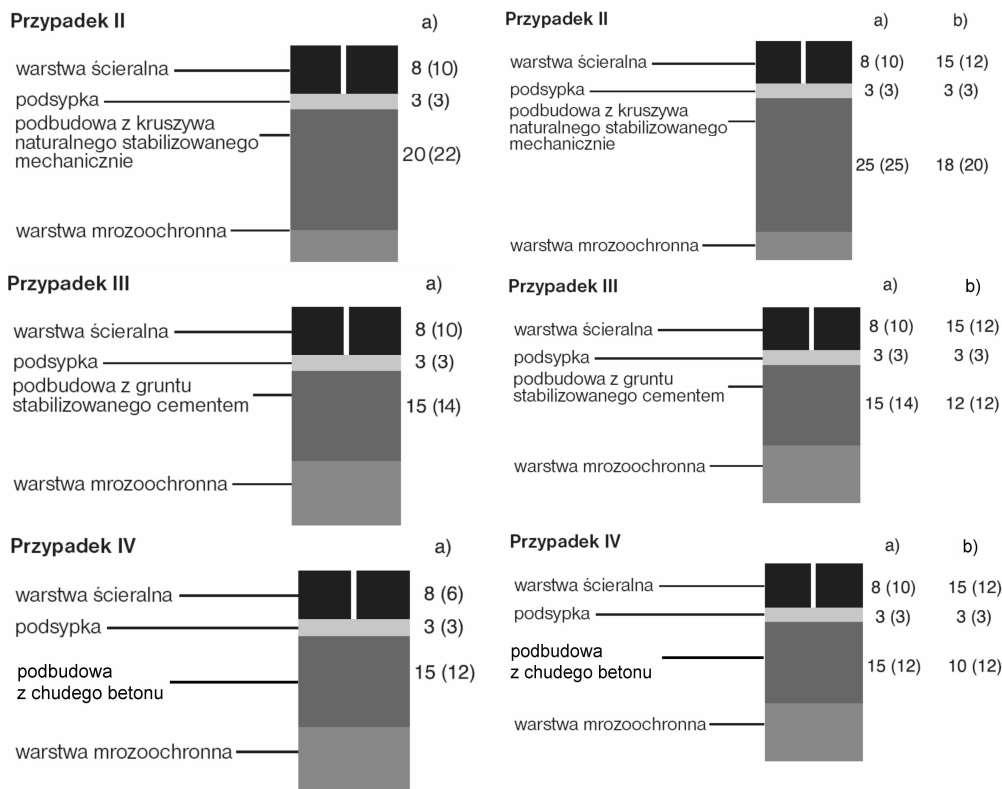 Przypadek II
a)
warstwa ścieralna 8 (10)
podsypka 3 (3)
podbudowa z kruszywa
naturalnego stabilizowanego
mechanicznie
20 (22)
warstwa mrozoochronna
Przypadek II
a) b)
warstwa ścieralna 8 (10) 15 (12)
podsypka 3 (3) 3 (3)
podbudowa z kruszywa
naturalnego stabilizowanego
mechanicznie
25 (25) 18 (20)
warstwa mrozoochronna
Przypadek III
a)
warstwa ścieralna 8 (10)
podsypka 3 (3)
podbudowa z gruntu
stabilizowanego cementem 15 (14)
warstwa mrozoochronna
Przypadek III
a) b)
warstwa ścieralna 8 (10) 15 (12)
podsypka 3 (3) 3 (3)
podbudowa z gruntu
stabilizowanego cementem
15 (14) 12 (12)
warstwa mrozoochronna
Przypadek IV
a)
warstwa ścieralna 8 (6)
podsypka 3 (3)
podbudowa 15 (12)
z chudego betonu
warstwa mrozoochronna
Przypadek IV
a) b)
warstwa ścieralna 8 (10) 15 (12)
podsypka 3 (3) 3 (3)
podbudowa
z chudego betonu 15 (12) 10 (12)
warstwa mrozoochronna